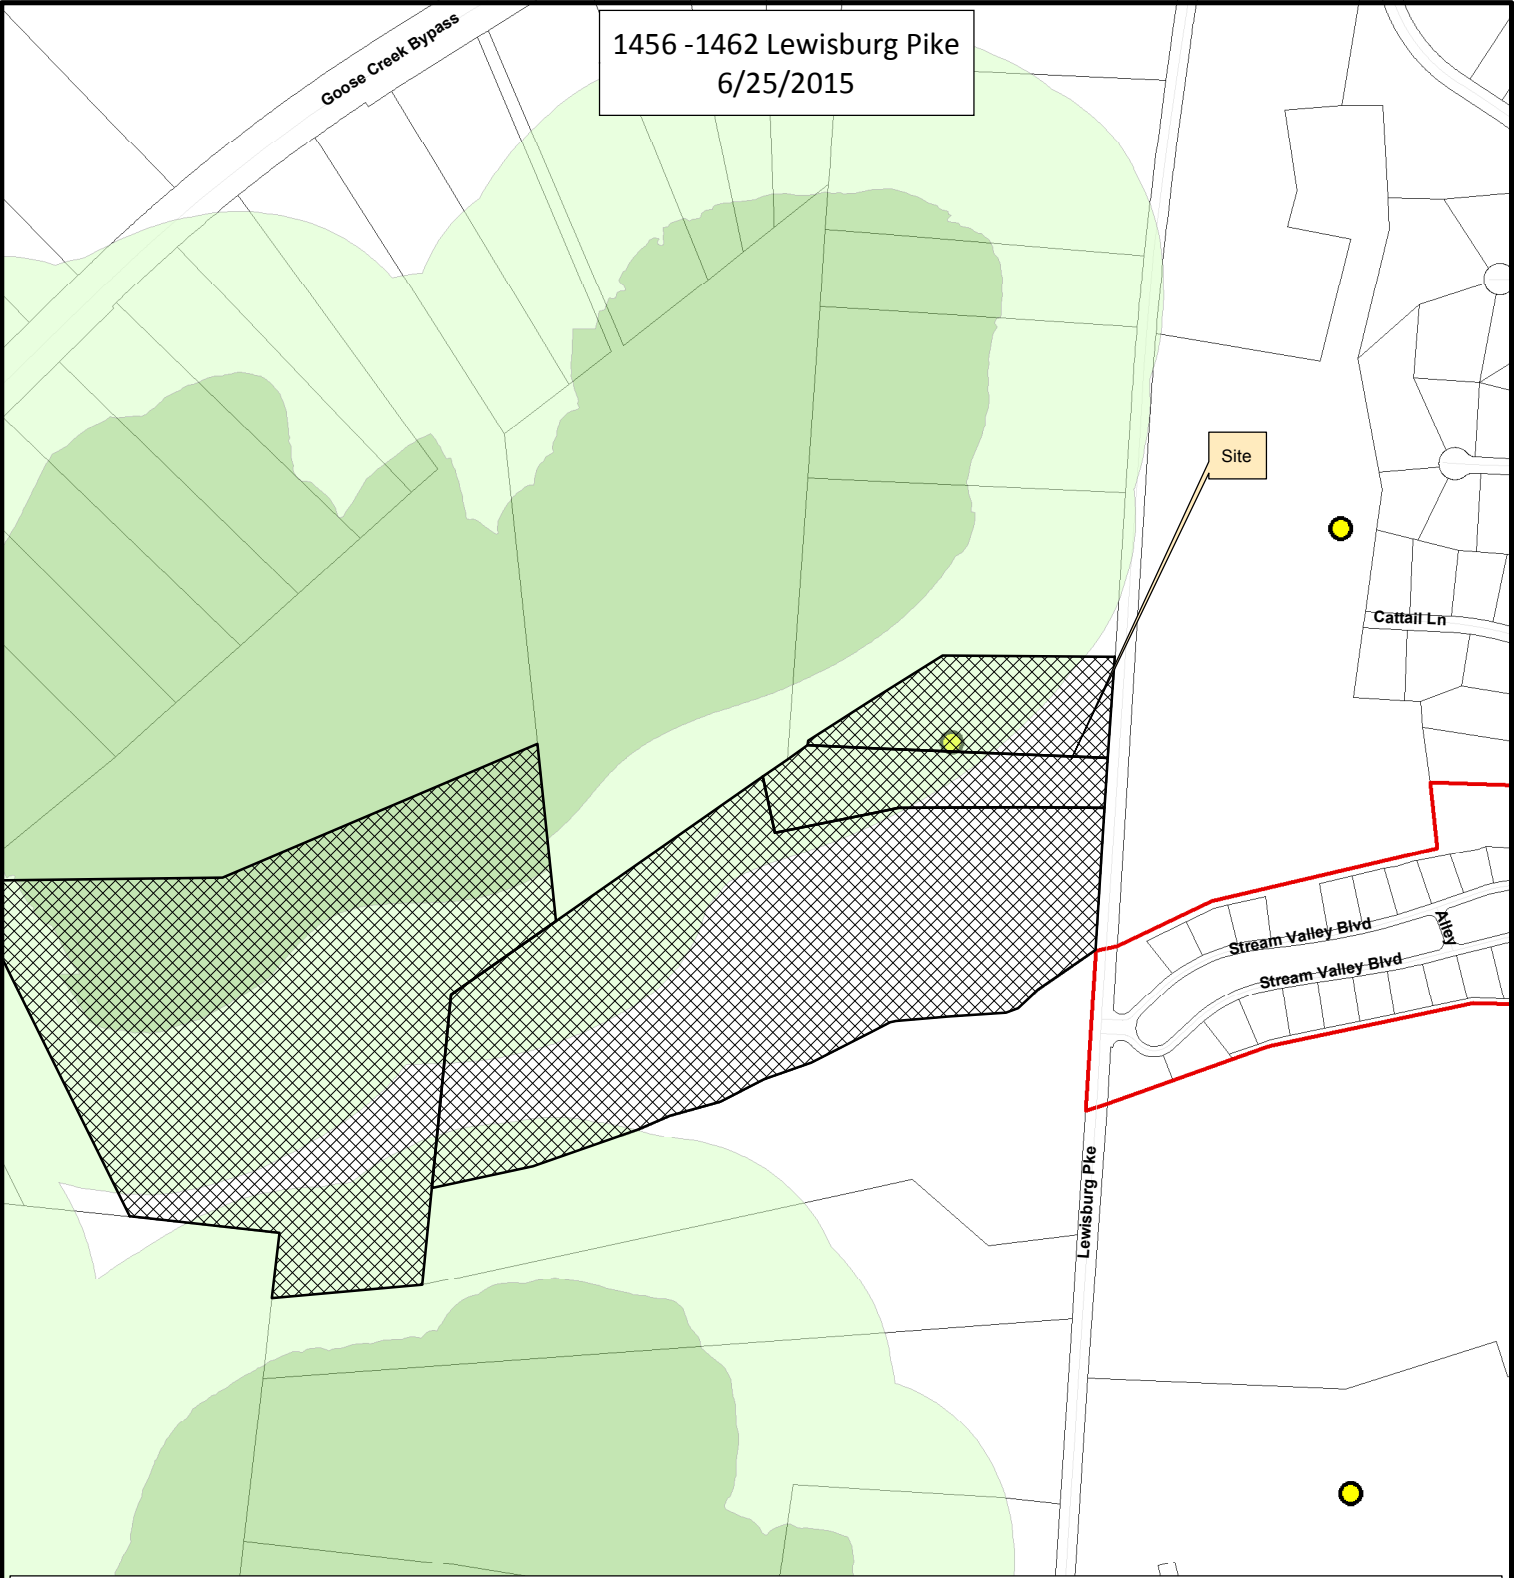 1456 -1462 Lewisburg Pike
6/25/2015
Goose Creek Bypass
Site
Cattail Ln
Stream Valley Blvd
Alley
Stream Valley Blvd
Lewisburg Pke